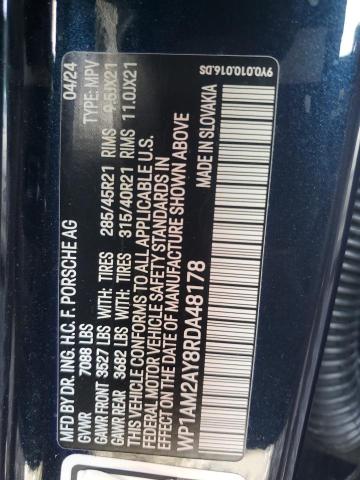 MFD BY DR. ING. H.C. F. PORSCHE AG 04/24
GVWR 7088 LBS TYPE: MPV
GAWR FRONT 3527 LBS WITH: TIRES 285/45R21 RIMS 9.5JX21
GAWR REAR 3682 LBS WITH: TIRES 315/40R21 RIMS 11.0JX21
THIS VEHICLE CONFORMS TO ALL APPLICABLE U.S.
FEDERAL MOTOR VEHICLE SAFETY STANDARDS IN
EFFECT ON THE DATE OF MANUFACTURE SHOWN ABOVE
WP1AM2AY8RDA48178 MADE IN SLOVAKIA
9Y0.010.016.DS